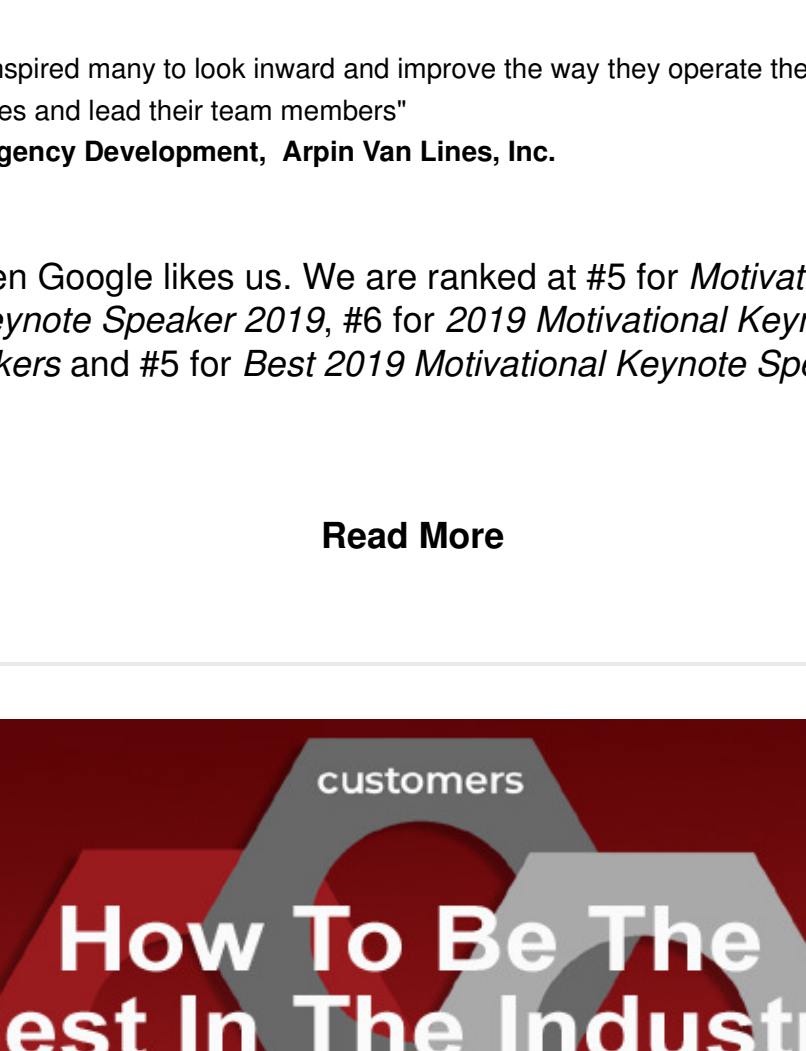 nspired many to look inward and improve the way they operate the
es and lead their team members"
gency Development,  Arpin Van Lines, Inc.
en Google likes us. We are ranked at #5 for Motivat
eynote Speaker 2019, #6 for 2019 Motivational Keyn
kers and #5 for Best 2019 Motivational Keynote Spe
Read More
customers
How To Be The
est In The Industr